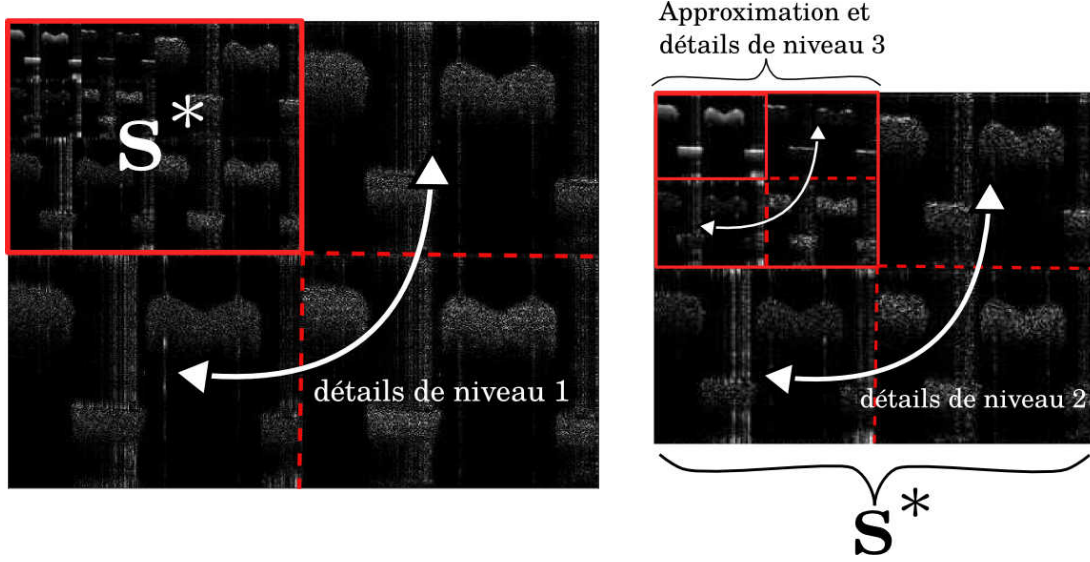 S*
détails de niveau 1
Approximation et
détails de niveau 3
détails de niveau 2
S*